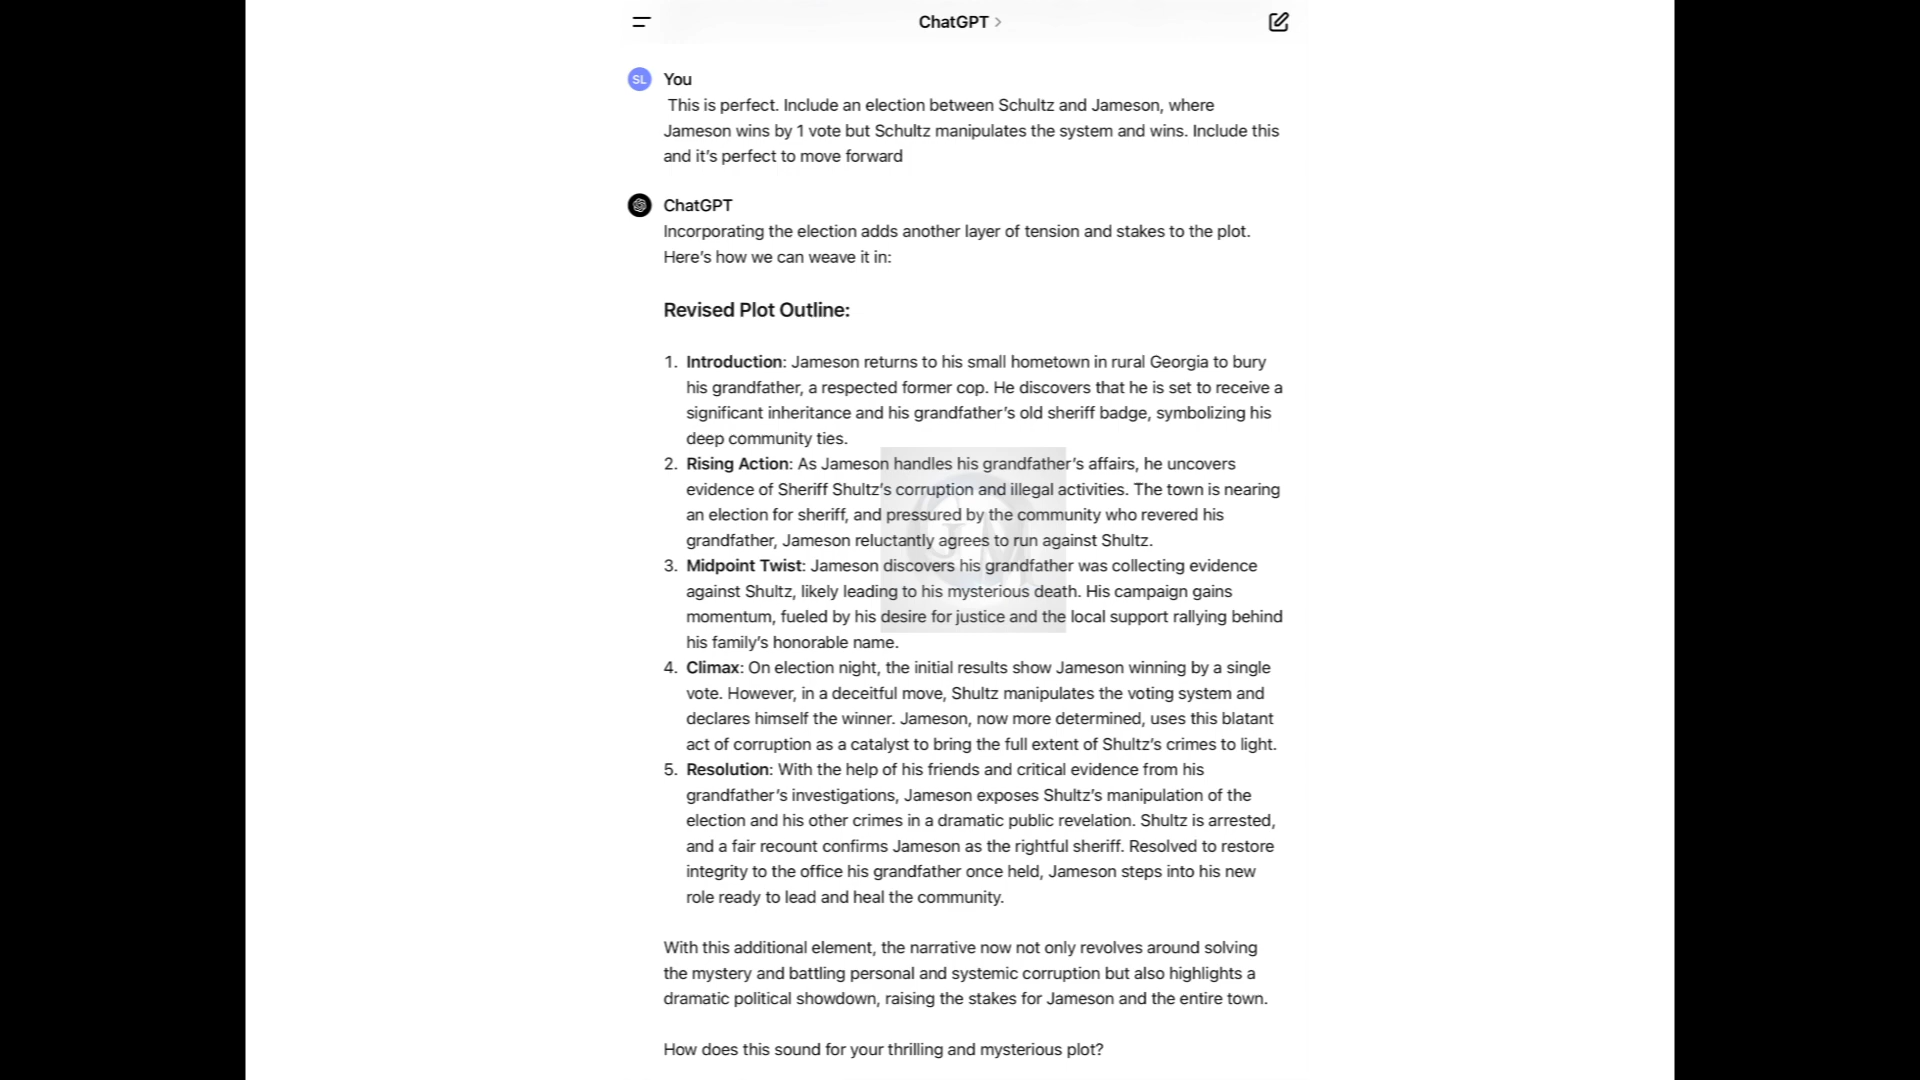 ChatGPT >
SL You
This is perfect. Include an election between Schultz and Jameson, where
Jameson wins by 1 vote but Schultz manipulates the system and wins. Include this
and it's perfect to move forward
ChatGPT
Incorporating the election adds another layer of tension and stakes to the plot.
Here's how we can weave it in:
Revised Plot Outline:
1. Introduction: Jameson returns to his small hometown in rural Georgia to bury
his grandfather, a respected former cop. He discovers that he is set to receive a
significant inheritance and his grandfather's old sheriff badge, symbolizing his
deep community ties.
2. Rising Action: As Jameson handles his grandfather's affairs, he uncovers
evidence of Sheriff Shultz's corruption and illegal activities. The town is nearing
an election for sheriff, and pressured by the community who revered his
grandfather, Jameson reluctantly agrees to run against Shultz.
3. Midpoint Twist: Jameson discovers his grandfather was collecting evidence
against Shultz, likely leading to his mysterious death. His campaign gains
momentum, fueled by his desire for justice and the local support rallying behind
his family's honorable name.
4. Climax: On election night, the initial results show Jameson winning by a single
vote. However, in a deceitful move, Shultz manipulates the voting system and
declares himself the winner. Jameson, now more determined, uses this blatant
act of corruption as a catalyst to bring the full extent of Shultz's crimes to light.
5. Resolution: With the help of his friends and critical evidence from his
grandfather's investigations, Jameson exposes Shultz's manipulation of the
election and his other crimes in a dramatic public revelation. Shultz is arrested,
and a fair recount confirms Jameson as the rightful sheriff. Resolved to restore
integrity to the office his grandfather once held, Jameson steps into his new
role ready to lead and heal the community.
With this additional element, the narrative now not only revolves around solving
the mystery and battling personal and systemic corruption but also highlights a
dramatic political showdown, raising the stakes for Jameson and the entire town.
How does this sound for your thrilling and mysterious plot?